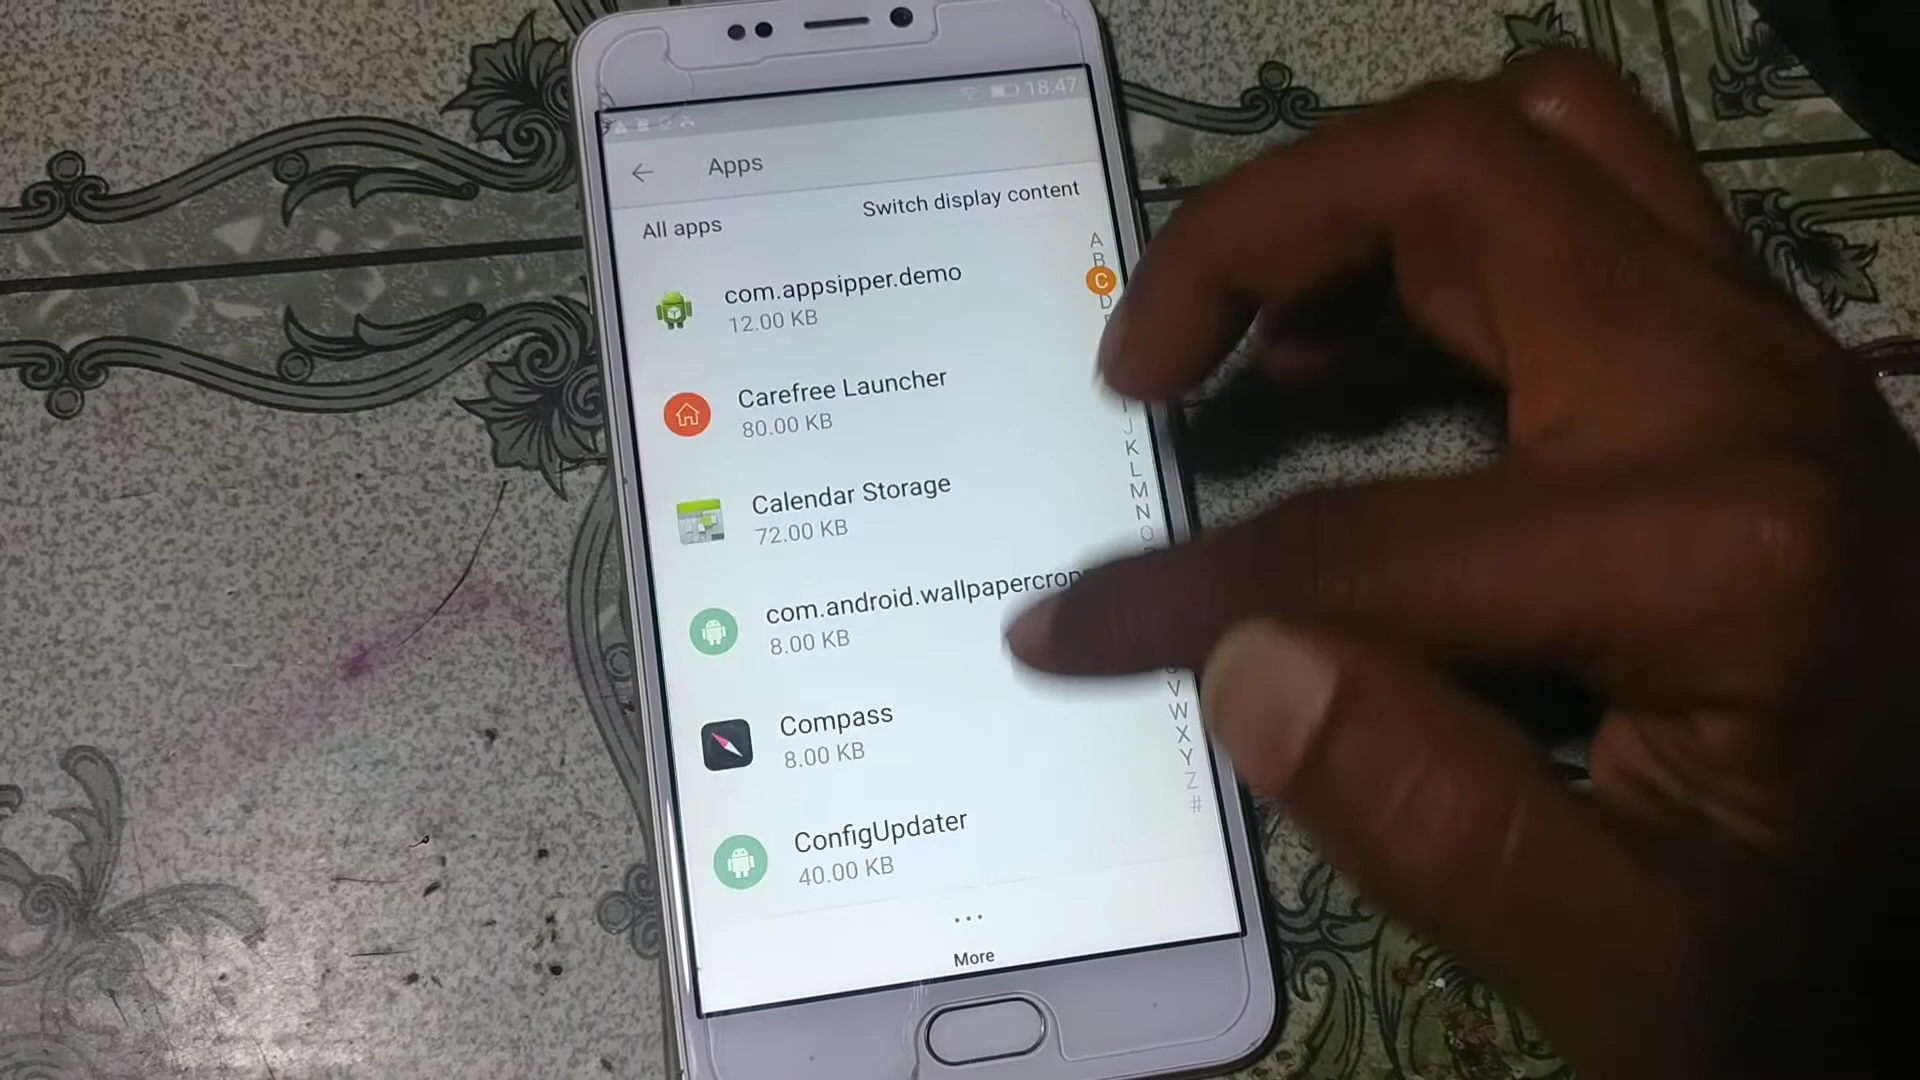 18:47
Apps
All apps
Switch display content
com.appsipper.demo
12.00 KB
Carefree Launcher
80.00 KB
Calendar Storage
72.00 KB
com.android.wallpapercrop
8.00 KB
Compass
8.00 KB
ConfigUpdater
40.00 KB
A
B
C
D
J
K
L
M
N
O
V
W
X
Y
Z
#
More